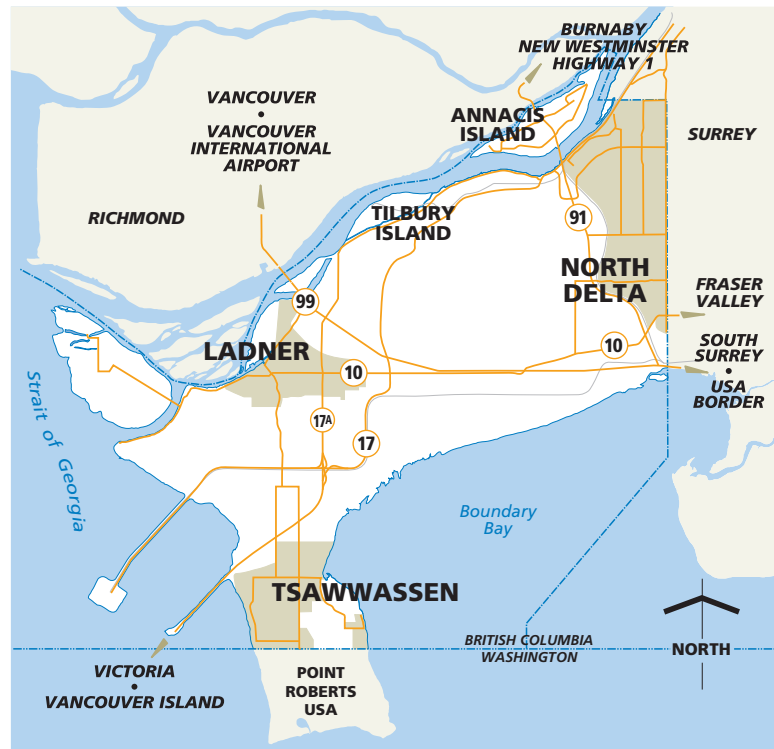 BURNABY
NEW WESTMINSTER
HIGHWAY 1
VANCOUVER
•
VANCOUVER
INTERNATIONAL
AIRPORT
ANNACIS
ISLAND
SURREY
RICHMOND
TILBURY
ISLAND
91
NORTH
DELTA
FRASER
VALLEY
99
LADNER
10
10
SOUTH
SURREY
•
USA
BORDER
Strait of Georgia
17A
17
Boundary
Bay
TSAWWASSEN
BRITISH COLUMBIA
WASHINGTON
NORTH
VICTORIA
•
VANCOUVER ISLAND
POINT
ROBERTS
USA